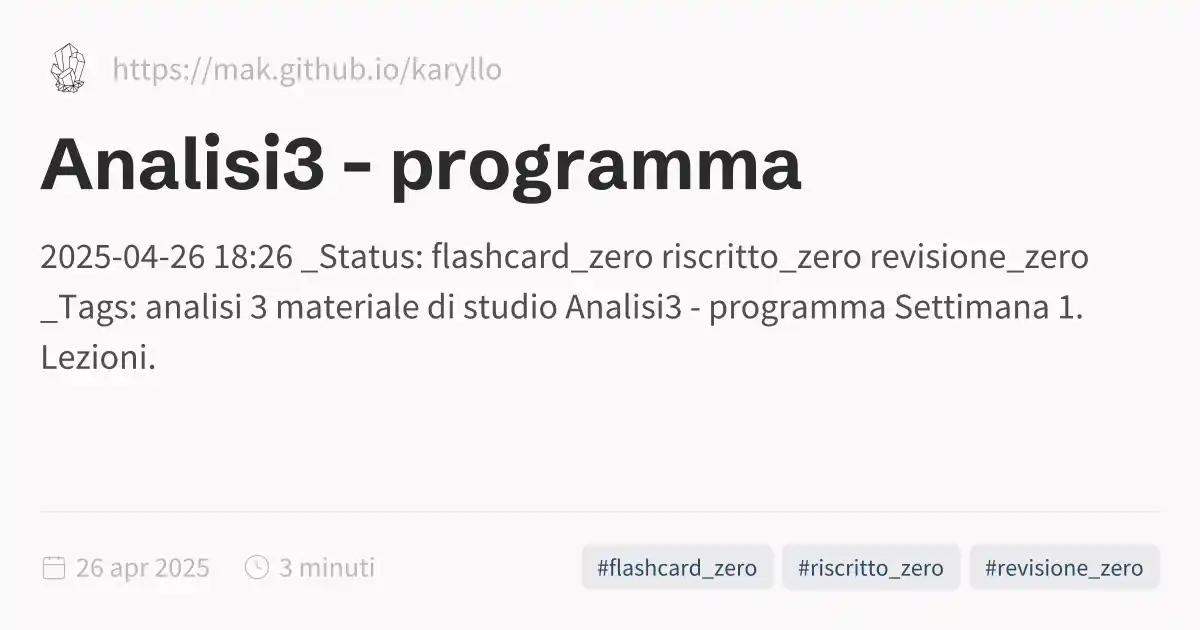 https://mak.github.io/karyllo
Analisi3 - programma
2025-04-26 18:26 _Status: flashcard_zero riscritto_zero revisione_zero
_Tags: analisi 3 materiale di studio Analisi3 - programma Settimana 1.
Lezioni.
26 apr 2025 3 minuti #flashcard_zero #riscritto_zero #revisione_zero